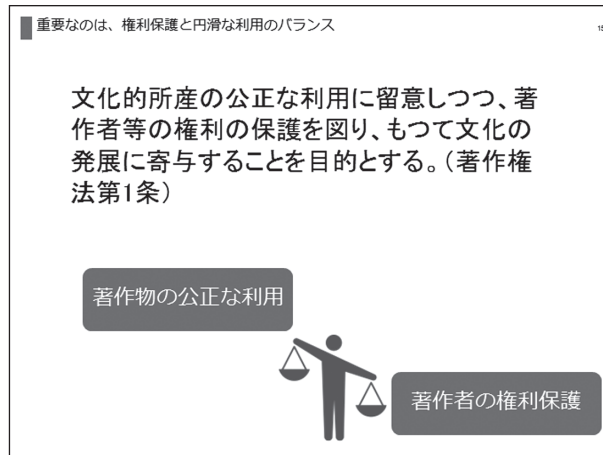 重要なのは、権利保護と円滑な利用のバランス
文化的所産の公正な利用に留意しつつ、著
作者等の権利の保護を図り、もつて文化の
発展に寄与することを目的とする。（著作権
法第1条）
著作物の公正な利用
著作者の権利保護